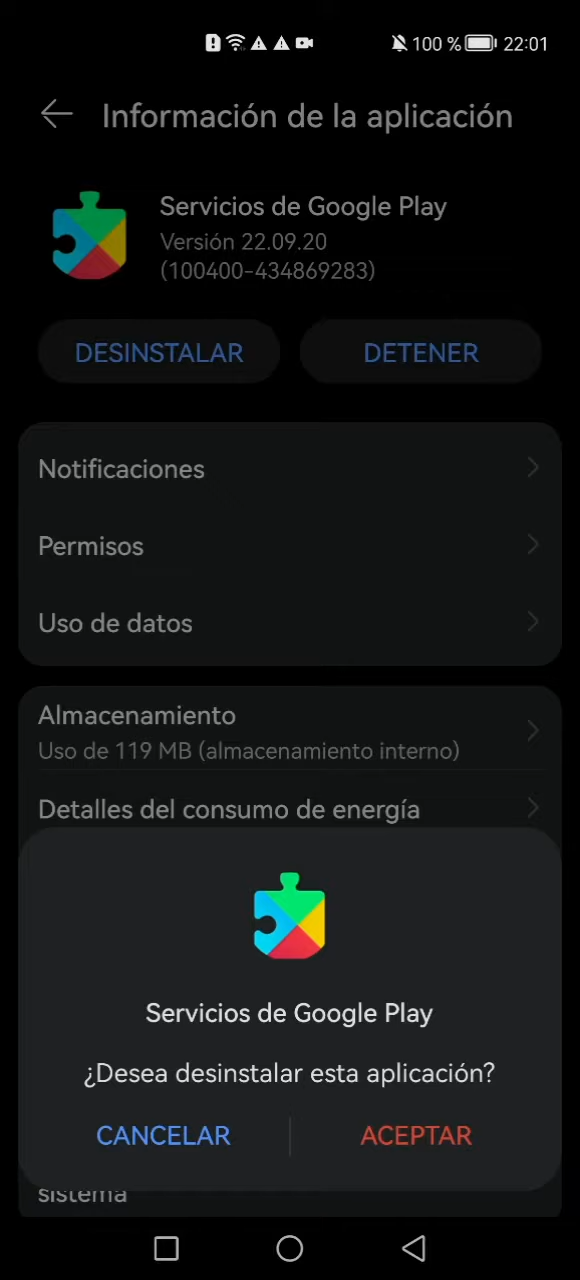 100 % 22:01
Información de la aplicación
Servicios de Google Play
Versión 22.09.20
(100400-434869283)
DESINSTALAR DETENER
Notificaciones
Permisos
Uso de datos
Almacenamiento
Uso de 119 MB (almacenamiento interno)
Detalles del consumo de energía
Servicios de Google Play
¿Desea desinstalar esta aplicación?
CANCELAR ACEPTAR
sistema